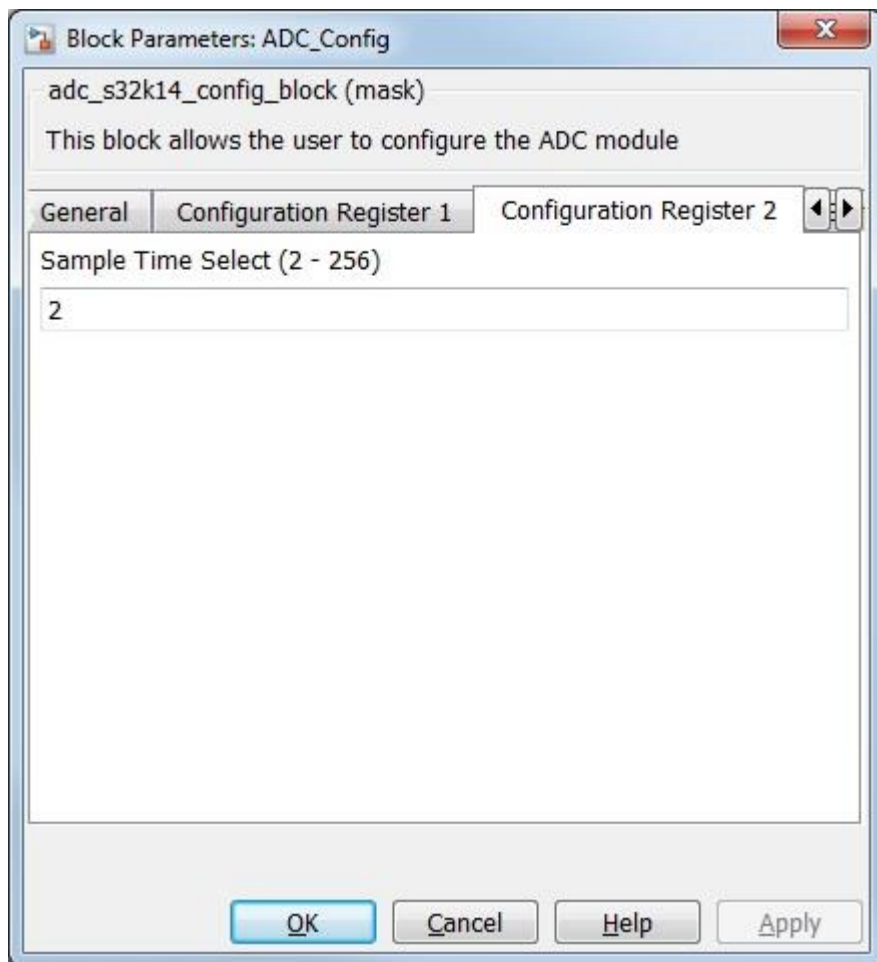 Block Parameters: ADC_Config
adc_s32k14_config_block (mask)
This block allows the user to configure the ADC module
General Configuration Register 1 Configuration Register 2
Sample Time Select (2 - 256)
2
OK Cancel Help Apply